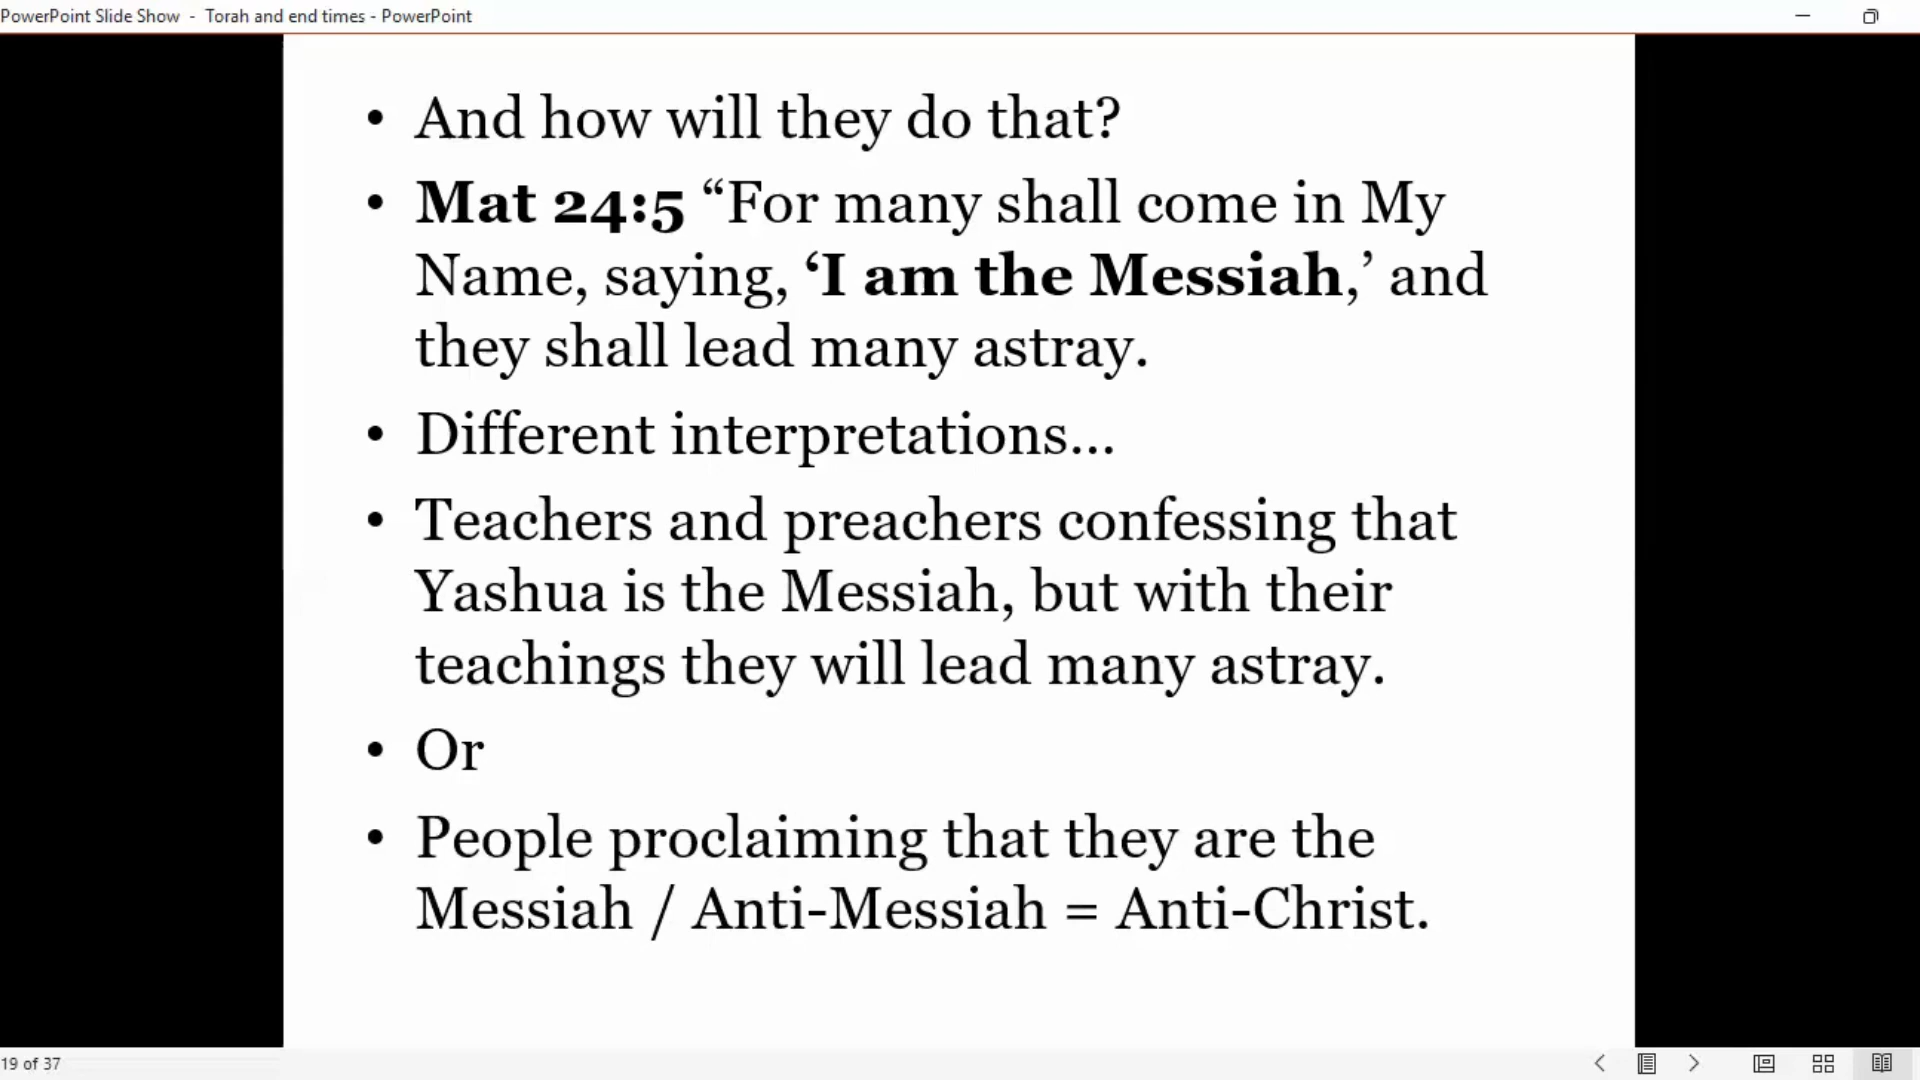 PowerPoint Slide Show - Torah and end times - PowerPoint
• And how will they do that?
• Mat 24:5 “For many shall come in My
Name, saying, ‘I am the Messiah,’ and
they shall lead many astray.
• Different interpretations...
• Teachers and preachers confessing that
Yashua is the Messiah, but with their
teachings they will lead many astray.
• Or
• People proclaiming that they are the
Messiah / Anti-Messiah = Anti-Christ.
19 of 37